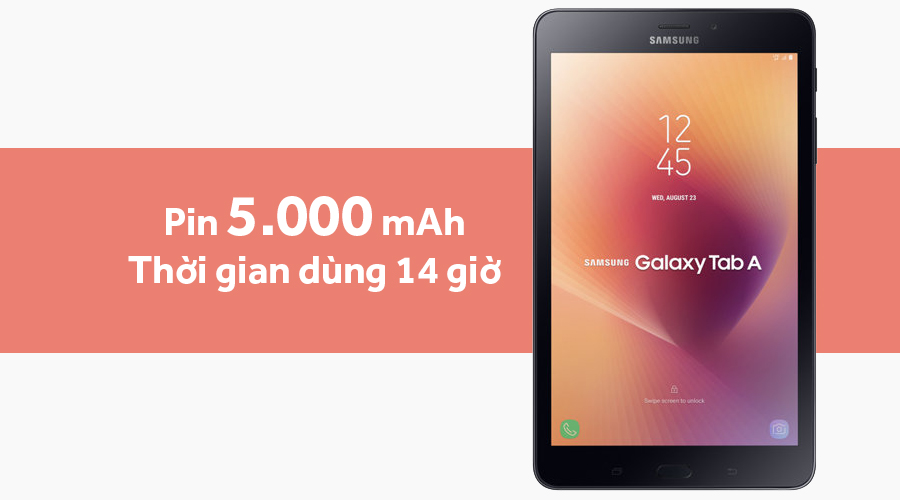 Pin 5.000 mAh
Thời gian dùng 14 giờ
SAMSUNG
12
45
WED, AUGUST 23
SAMSUNG Galaxy Tab A
Swipe screen to unlock